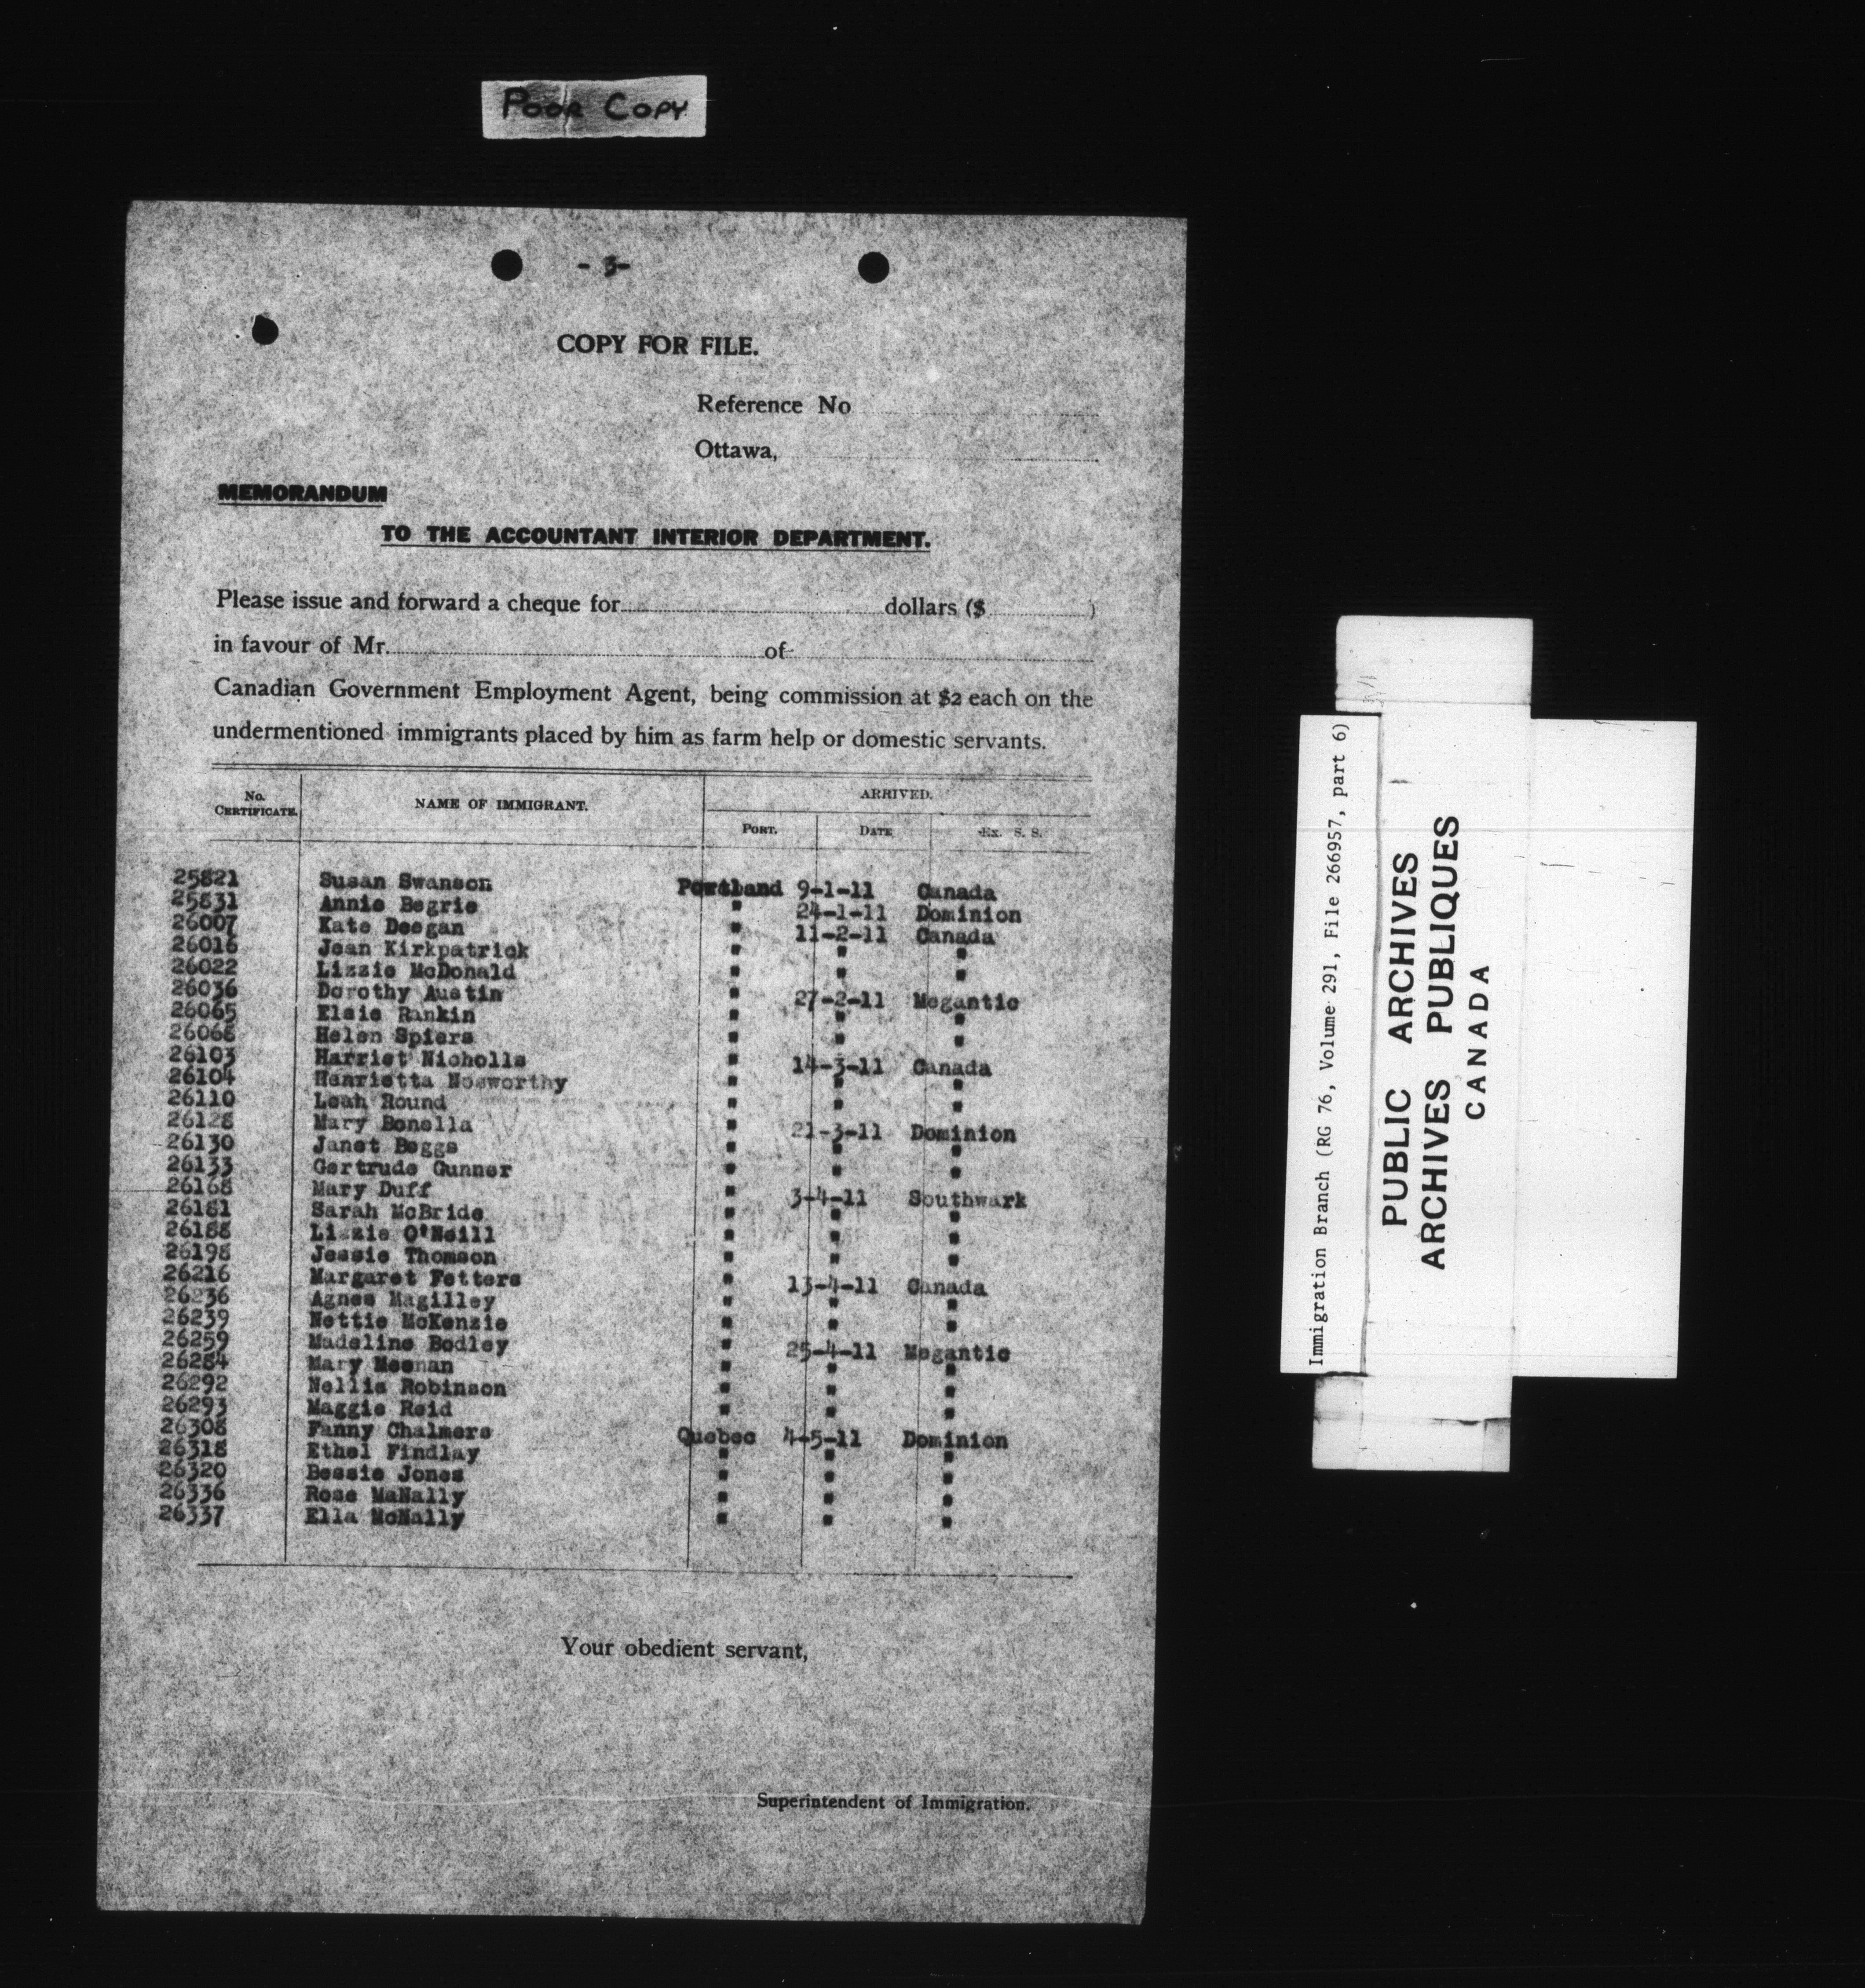 POOR COPY
- 3-
COPY FOR FILE.
Reference No
Ottawa,
MEMORANDUM
TO THE ACCOUNTANT INTERIOR DEPARTMENT.
Please issue and forward a cheque for dollars ($ )
in favour of Mr. of
Canadian Government Employment Agent, being commission at $2 each on the
undermentioned immigrants placed by him as farm help or domestic servants.
No. CERTIFICATE. NAME OF IMMIGRANT. ARRIVED.
PORT. DATE Ex. S. S.
25821 Susan Swanson Portland 9-1-11 Canada
25831 Annie Begrie " 24-1-11 Dominion
26007 Kate Deegan " 11-2-11 Canada
26016 Jean Kirkpatrick " " "
26022 Lizzie McDonald " " "
26036 Dorothy Austin " 27-2-11 Megantic
26065 Elsie Rankin " " "
26068 Helen Spiers " " "
26103 Harriet Nicholls " 14-3-11 Canada
26104 Henrietta Nosworthy " " "
26110 Leah Round " " "
26128 Mary Bonella " 21-3-11 Dominion
26130 Janet Beggs " " "
26133 Gertrude Gunner " " "
26168 Mary Duff " 3-4-11 Southwark
26181 Sarah McBride " " "
26188 Lizzie O'Neill " " "
26198 Jessie Thomson " " "
26216 Margaret Fetters " 13-4-11 Canada
26236 Agnes Magilley " " "
26239 Nettie McKenzie " " "
26259 Madeline Bodley " 25-4-11 Megantic
26284 Mary Meenan " " "
26292 Nellie Robinson " " "
26293 Maggie Reid " " "
26308 Fanny Chalmers Quebec 4-5-11 Dominion
26318 Ethel Findlay " " "
26320 Bessie Jones " " "
26336 Rose MaNally " " "
26337 Ella McNally " " "
Your obedient servant,
Superintendent of Immigration.
Immigration Branch (RG 76, Volume 291, File 266957, part 6)
PUBLIC ARCHIVES
ARCHIVES PUBLIQUES
CANADA